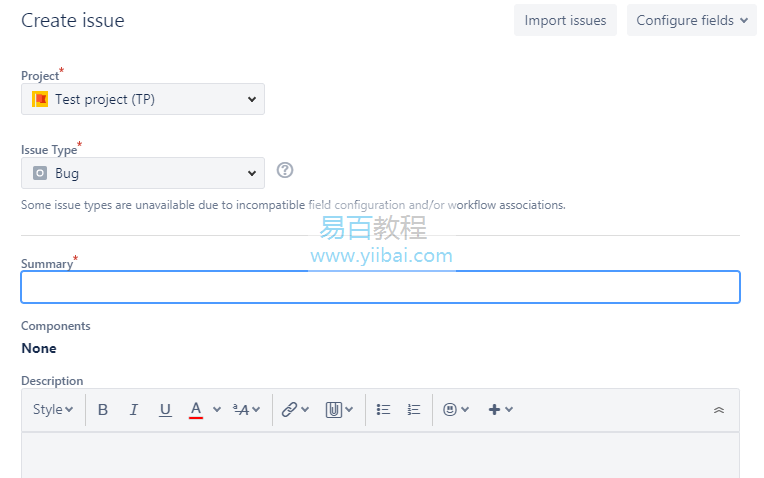 Create issue
Import issues
Configure fields
Project*
Test project (TP)
Issue Type*
Bug
Some issue types are unavailable due to incompatible field configuration and/or workflow associations.
易百教程
www.yiibai.com
Summary*
Components
None
Description
Style
B I U A ªA